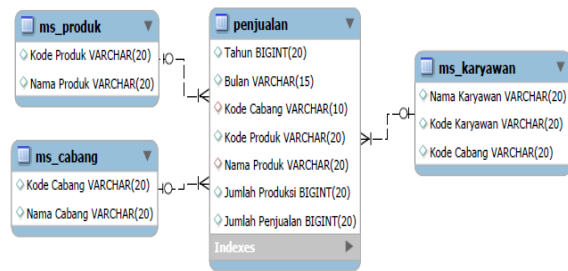 ms_produk
Kode Produk VARCHAR(20)
Nama Produk VARCHAR(20)
ms_cabang
Kode Cabang VARCHAR(20)
Nama Cabang VARCHAR(20)
penjualan
Tahun BIGINT(20)
Bulan VARCHAR(15)
Kode Cabang VARCHAR(10)
Kode Produk VARCHAR(20)
Nama Produk VARCHAR(20)
Jumlah Produksi BIGINT(20)
Jumlah Penjualan BIGINT(20)
Indexes
ms_karyawan
Nama Karyawan VARCHAR(20)
Kode Karyawan VARCHAR(20)
Kode Cabang VARCHAR(20)